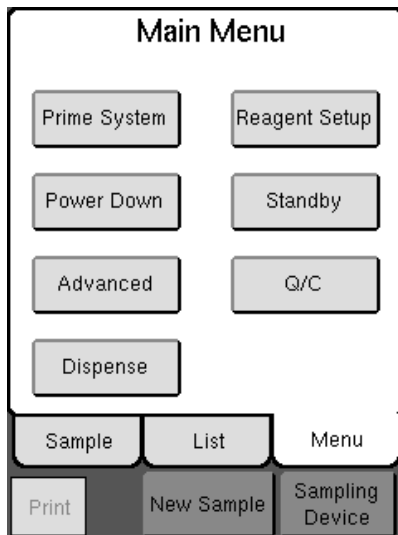 Main Menu
Prime System
Reagent Setup
Power Down
Standby
Advanced
Q/C
Dispense
Sample
List
Menu
Print
New Sample
Sampling
Device